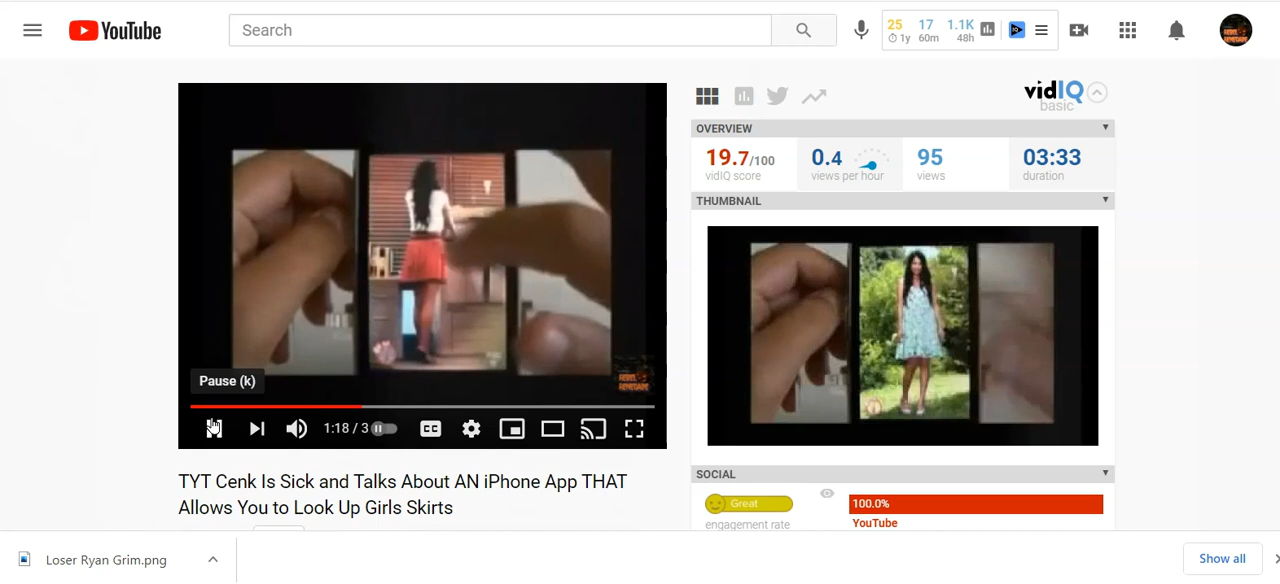 YouTube
Search
25 17 1.1K
1y 60m 48h
vidIQ
basic
OVERVIEW
19.7/100 0.4 95 03:33
vidIQ score views per hour views duration
THUMBNAIL
Pause (k)
1:18 / 3
CC
TYT Cenk Is Sick and Talks About AN iPhone App THAT
Allows You to Look Up Girls Skirts
SOCIAL
Great 100.0%
engagement rate YouTube
Loser Ryan Grim.png
Show all